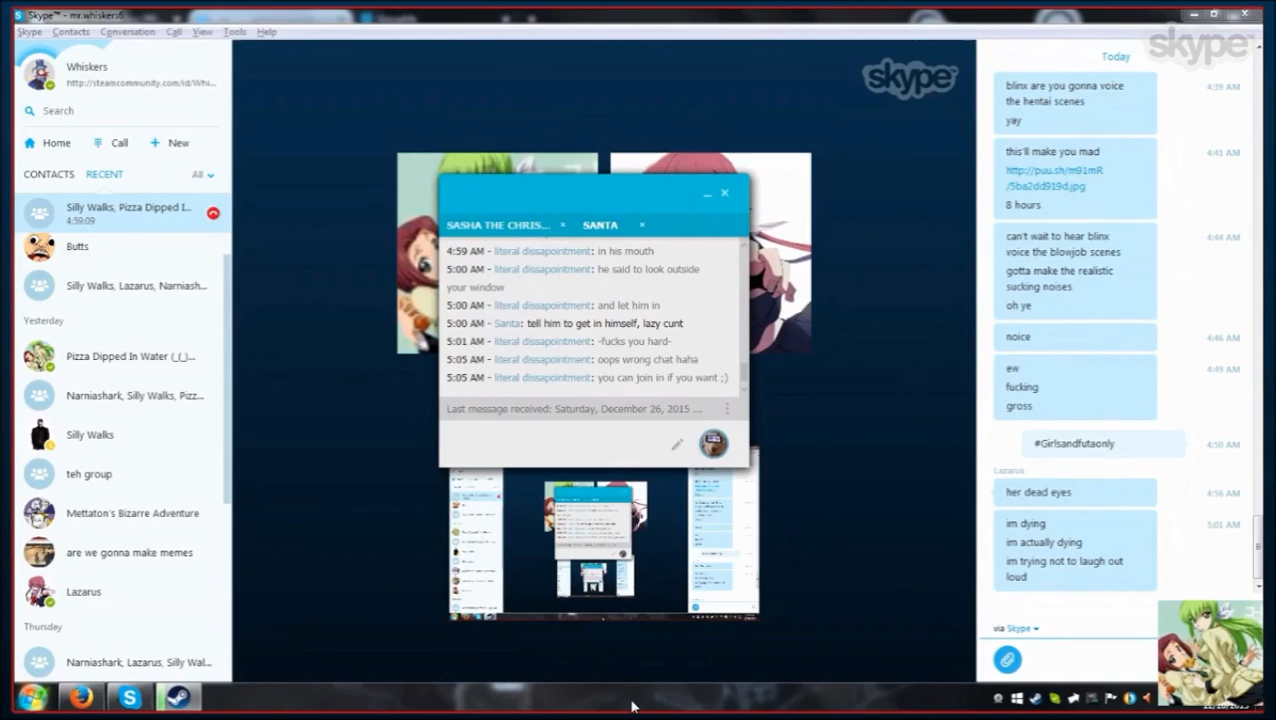 Skype™ - mr.whiskers6
Skype Contacts Conversation Call View Tools Help
Whiskers
http://steamcommunity.com/id/Whi...
Search
Home Call New
CONTACTS RECENT All
Silly Walks, Pizza Dipped I...
4:59:09
Butts
Silly Walks, Lazarus, Narniash...
Yesterday
Pizza Dipped In Water (_(_)...
Narniashark, Silly Walks, Pizz...
Silly Walks
teh group
Mettaton's Bizarre Adventure
are we gonna make memes
Lazarus
Thursday
Narniashark, Lazarus, Silly Wal...
skype™
SASHA THE CHRIS... × SANTA ×
4:59 AM - literal dissapointment: in his mouth
5:00 AM - literal dissapointment: he said to look outside
your window
5:00 AM - literal dissapointment: and let him in
5:00 AM - Santa: tell him to get in himself, lazy cunt
5:01 AM - literal dissapointment: -fucks you hard-
5:05 AM - literal dissapointment: oops wrong chat haha
5:05 AM - literal dissapointment: you can join in if you want ;)
Last message received: Saturday, December 26, 2015 ...
skype™
Today
blinx are you gonna voice 4:39 AM
the hentai scenes
yay
this'll make you mad 4:41 AM
http://puu.sh/m91mR
/5ba2dd919d.jpg
8 hours
can't wait to hear blinx 4:44 AM
voice the blowjob scenes
gotta make the realistic
sucking noises
oh ye
noice 4:46 AM
ew 4:49 AM
fucking
gross
#Girlsandfutaonly 4:50 AM
Lazarus
her dead eyes 4:56 AM
im dying 5:01 AM
im actually dying
im trying not to laugh out
loud
via Skype